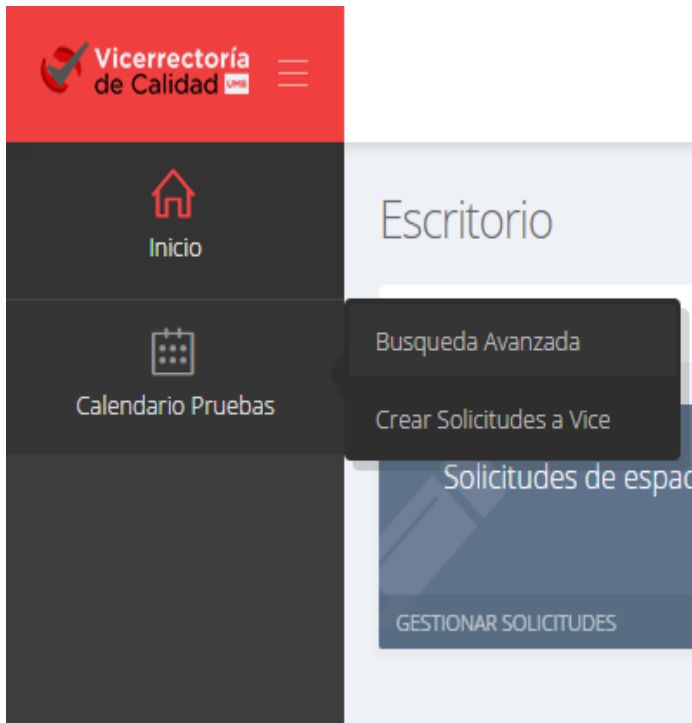 Vicerrectoría
de Calidad UMB
Inicio
Calendario Pruebas
Escritorio
Busqueda Avanzada
Crear Solicitudes a Vice
Solicitudes de espac
GESTIONAR SOLICITUDES